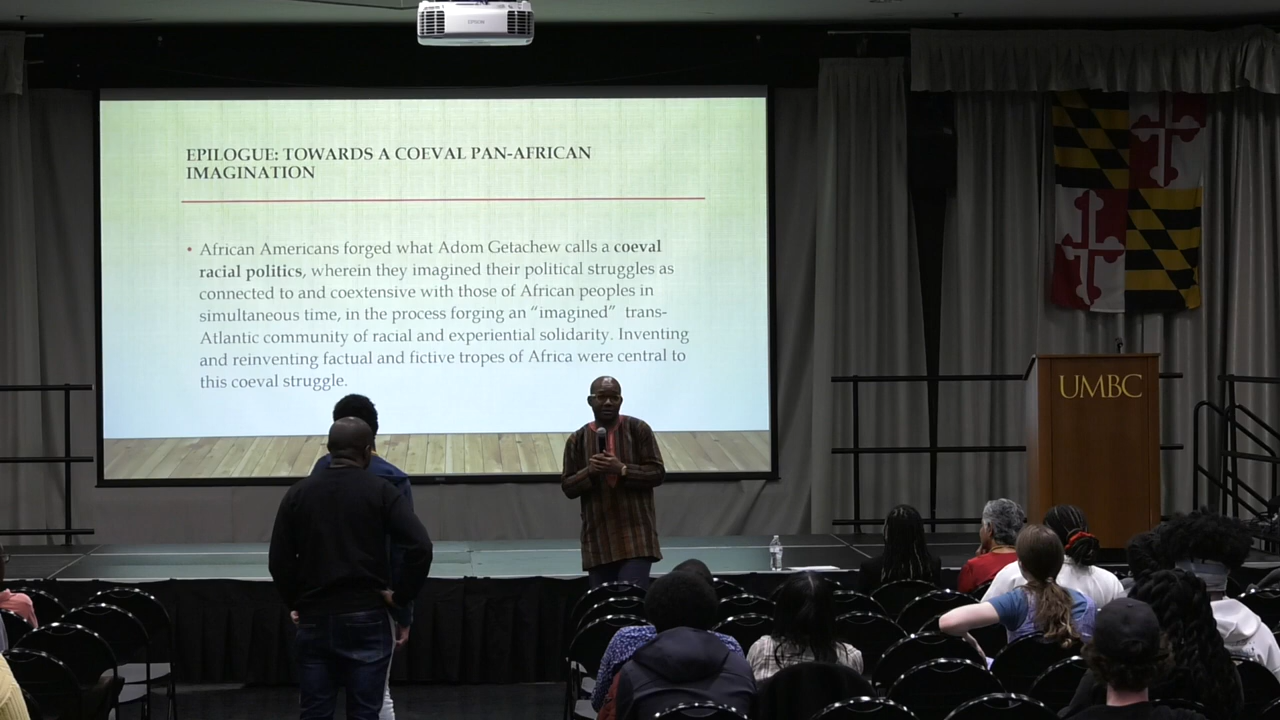 EPSON
EPILOGUE: TOWARDS A COEVAL PAN-AFRICAN
IMAGINATION
• African Americans forged what Adom Getachew calls a coeval
racial politics, wherein they imagined their political struggles as
connected to and coextensive with those of African peoples in
simultaneous time, in the process forging an “imagined” trans-
Atlantic community of racial and experiential solidarity. Inventing
and reinventing factual and fictive tropes of Africa were central to
this coeval struggle.
UMBC